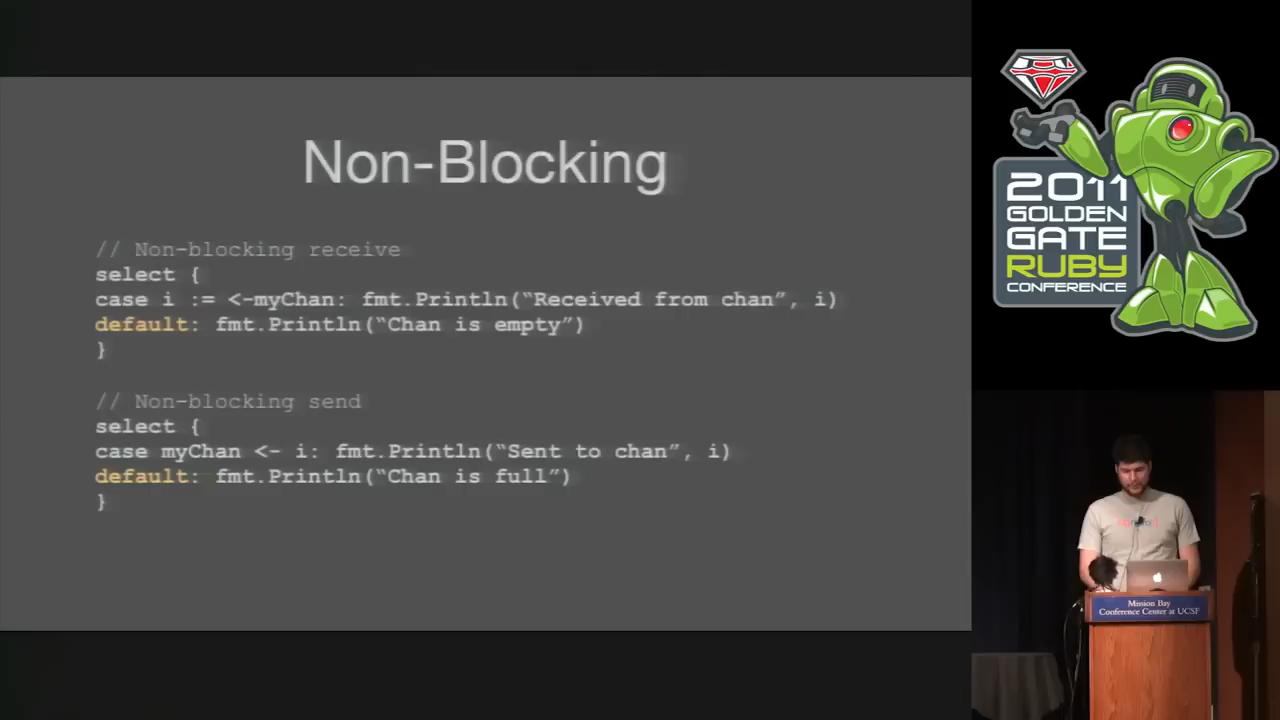 Non-Blocking
// Non-blocking receive
select {
case i := <-myChan: fmt.Println(“Received from chan”, i)
default: fmt.Println(“Chan is empty”)
}
// Non-blocking send
select {
case myChan <- i: fmt.Println(“Sent to chan”, i)
default: fmt.Println(“Chan is full”)
}
2011
GOLDEN
GATE
RUBY
CONFERENCE
Mission Bay
Conference Center at UCSF